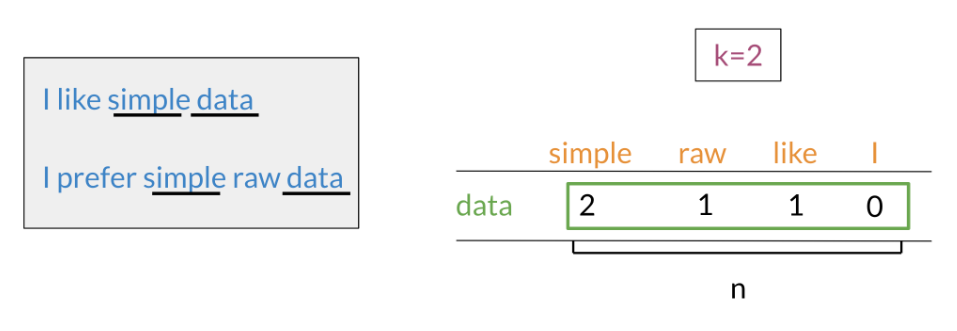 I like simple data
I prefer simple raw data
k=2
simple raw like I
data 2 1 1 0
n